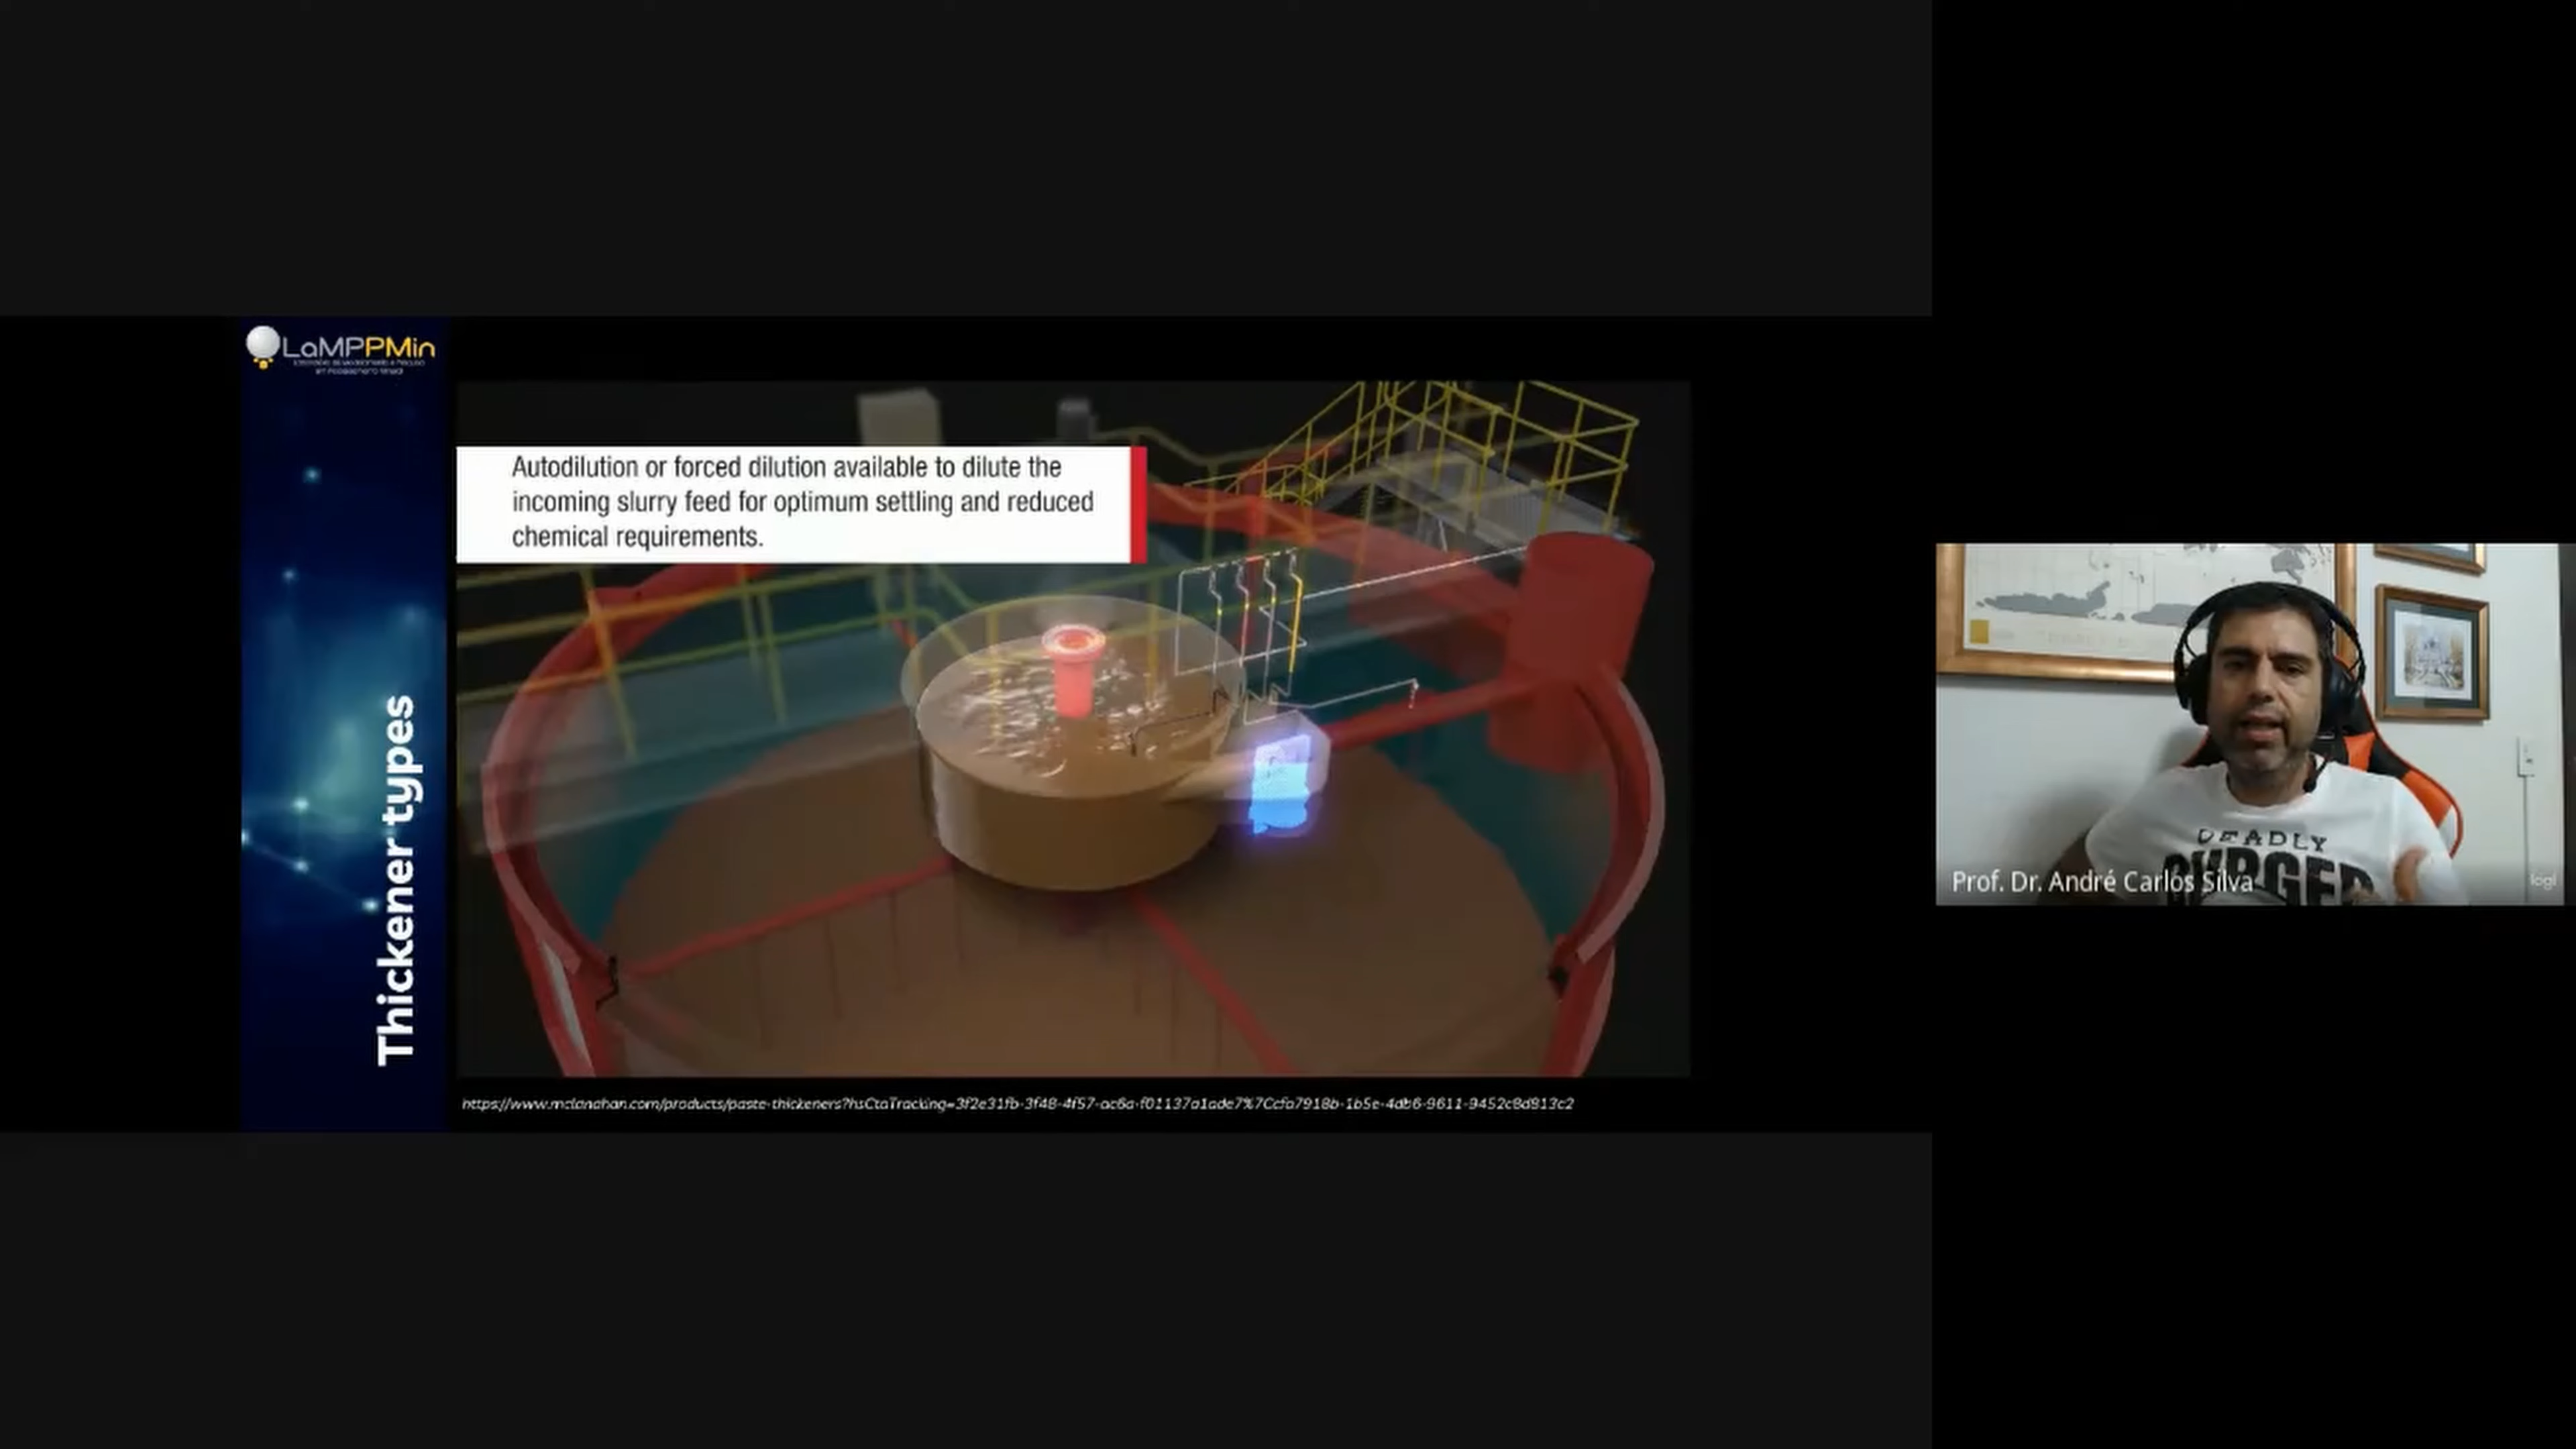 LaMPPMin
Autodilution or forced dilution available to dilute the
incoming slurry feed for optimum settling and reduced
chemical requirements.
Thickener types
https://www.mclanahan.com/products/paste-thickeners?hsCtaTracking=3f2e31fb-3f48-4f57-ac6a-f01137a1ade7%7Ccfa7918b-1b5e-4db6-9611-9452c8d813c2
DEADLY
BURGER
Prof. Dr. André Carlos Silva
logi